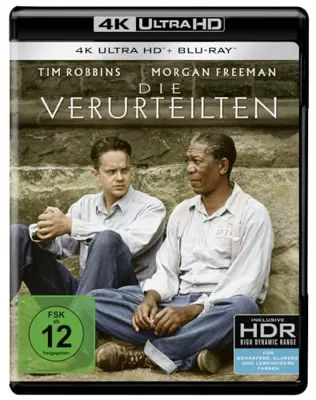 4K ULTRA HD
4K ULTRA HD + BLU-RAY
TIM ROBBINS MORGAN FREEMAN
DIE
VERURTEILTEN
FSK
ab
12
freigegeben
INKLUSIVE
HDR
HIGH DYNAMIC RANGE
FÜR
SCHÄRFERE, KLARERE
UND LEBENDIGERE
FARBEN